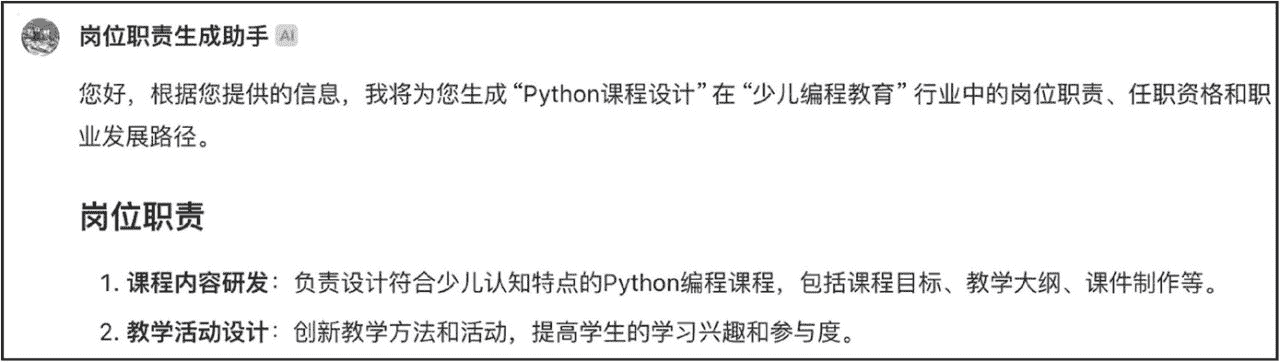 岗位职责生成助手 AI
您好，根据您提供的信息，我将为您生成“Python课程设计”在“少儿编程教育”行业中的岗位职责、任职资格和职
业发展路径。
岗位职责
1. 课程内容研发：负责设计符合少儿认知特点的Python编程课程，包括课程目标、教学大纲、课件制作等。
2. 教学活动设计：创新教学方法和活动，提高学生的学习兴趣和参与度。